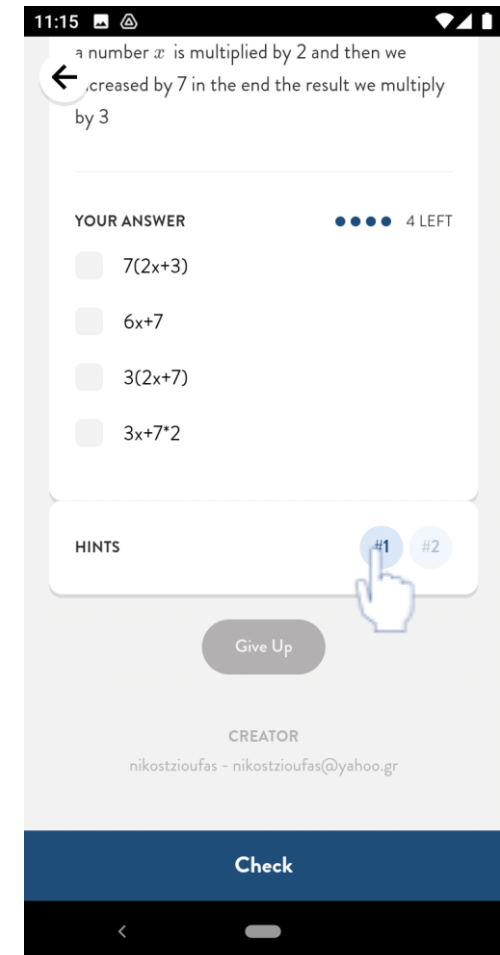 11:15
a number x is multiplied by 2 and then we
creased by 7 in the end the result we multiply
by 3
YOUR ANSWER 4 LEFT
7(2x+3)
6x+7
3(2x+7)
3x+7*2
HINTS #1 #2
Give Up
CREATOR
nikostzioufas - nikostzioufas@yahoo.gr
Check